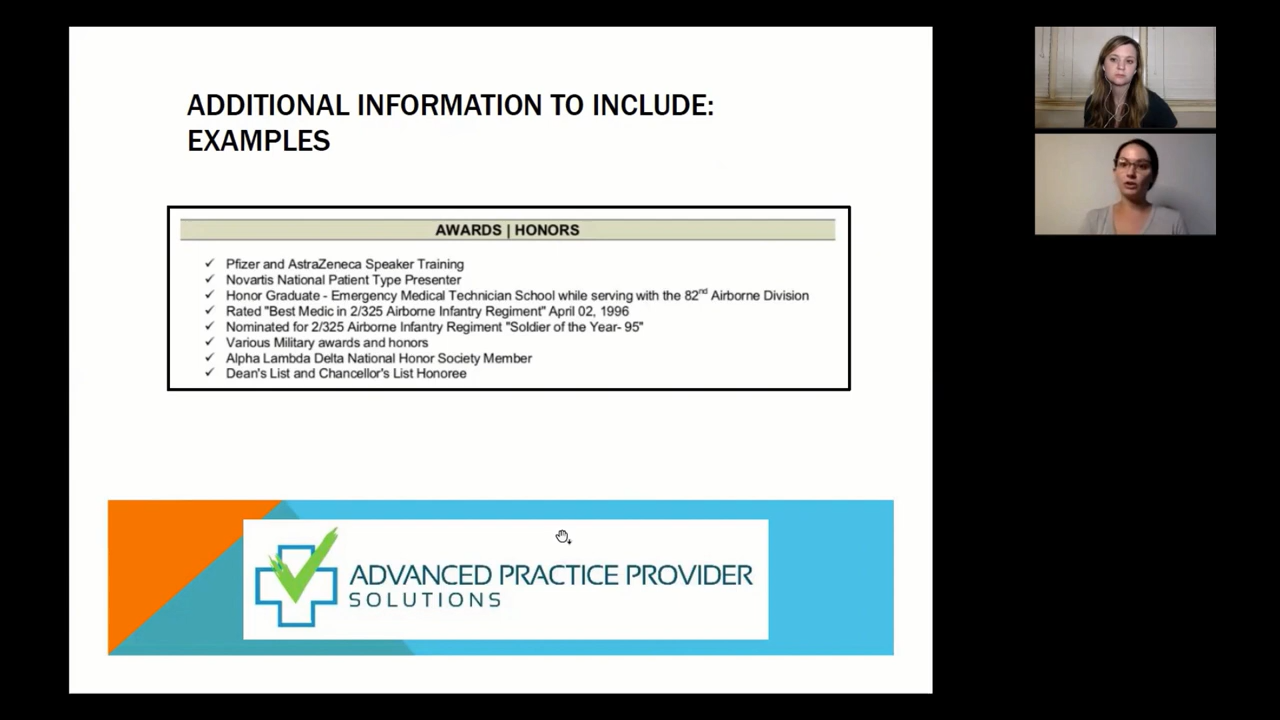 ADDITIONAL INFORMATION TO INCLUDE:
EXAMPLES
AWARDS | HONORS
✓ Pfizer and AstraZeneca Speaker Training
✓ Novartis National Patient Type Presenter
✓ Honor Graduate - Emergency Medical Technician School while serving with the 82nd Airborne Division
✓ Rated "Best Medic in 2/325 Airborne Infantry Regiment" April 02, 1996
✓ Nominated for 2/325 Airborne Infantry Regiment "Soldier of the Year- 95"
✓ Various Military awards and honors
✓ Alpha Lambda Delta National Honor Society Member
✓ Dean's List and Chancellor's List Honoree
ADVANCED PRACTICE PROVIDER
SOLUTIONS